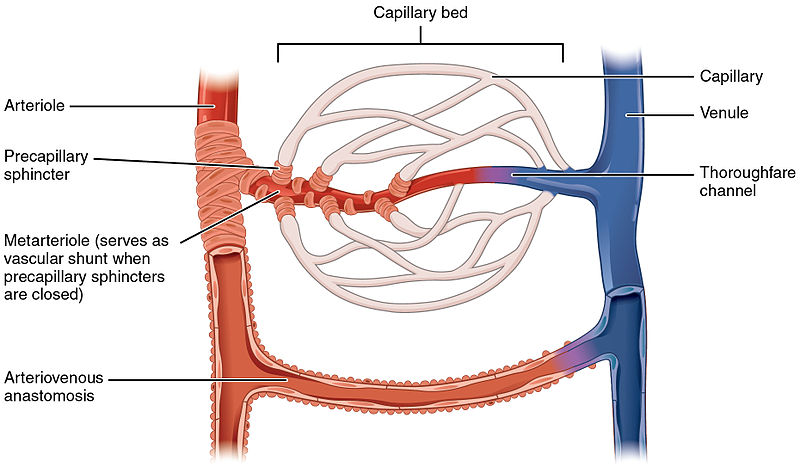 Capillary bed
Arteriole
Precapillary
sphincter
Metarteriole (serves as
vascular shunt when
precapillary sphincters
are closed)
Arteriovenous
anastomosis
Capillary
Venule
Thoroughfare
channel